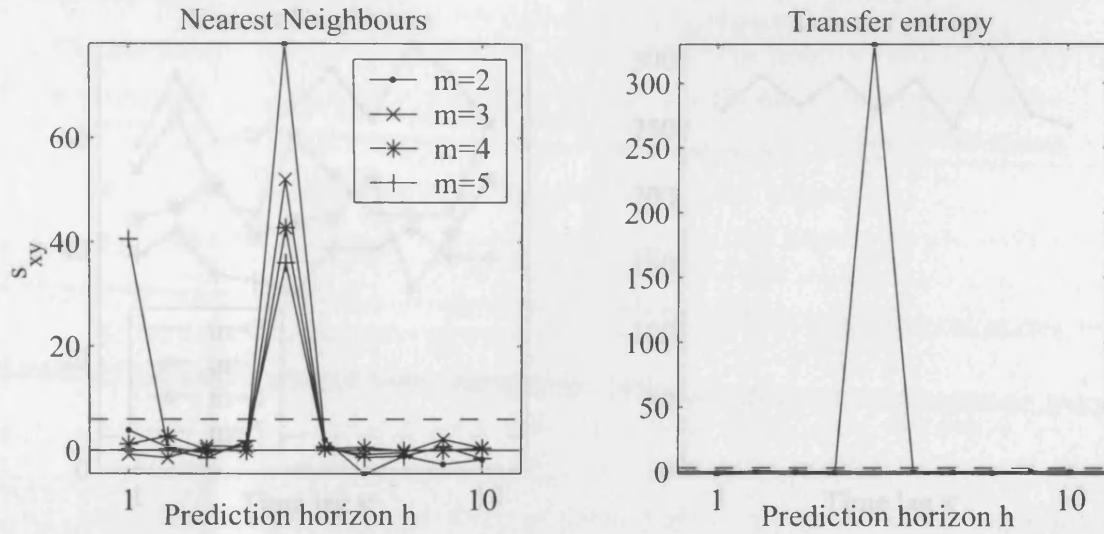 Nearest Neighbours
60
40
20
0
s_xy
m=2
m=3
m=4
m=5
1
10
Prediction horizon h
Transfer entropy
300
250
200
150
100
50
0
1
10
Prediction horizon h